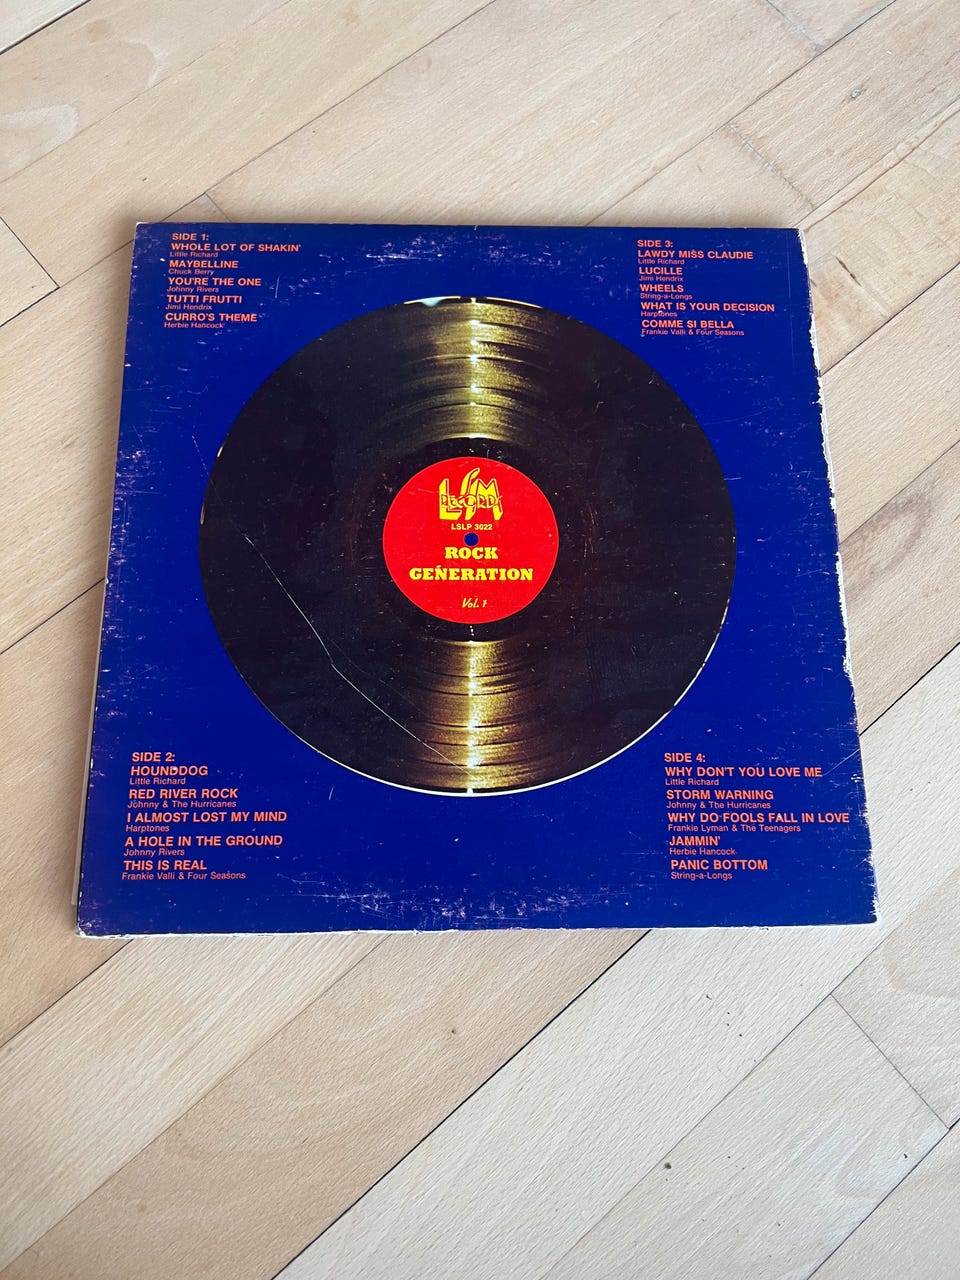 SIDE 1:
WHOLE LOT OF SHAKIN'
Little Richard
MAYBELLINE
Chuck Berry
YOU'RE THE ONE
Johnny Rivers
TUTTI FRUTTI
Jimi Hendrix
CURRO'S THEME
Herbie Hancock
SIDE 3:
LAWDY MISS CLAUDIE
Little Richard
LUCILLE
Jimi Hendrix
WHEELS
String-a-Longs
WHAT IS YOUR DECISION
Harptones
COMME SI BELLA
Frankie Valli & Four Seasons
LSM
RECORDS
LSLP 3022
ROCK
GENERATION
Vol. 1
SIDE 2:
HOUNDDOG
Little Richard
RED RIVER ROCK
Johnny & The Hurricanes
I ALMOST LOST MY MIND
Harptones
A HOLE IN THE GROUND
Johnny Rivers
THIS IS REAL
Frankie Valli & Four Seasons
SIDE 4:
WHY DON'T YOU LOVE ME
Little Richard
STORM WARNING
Johnny & The Hurricanes
WHY DO FOOLS FALL IN LOVE
Frankie Lyman & The Teenagers
JAMMIN'
Herbie Hancock
PANIC BOTTOM
String-a-Longs